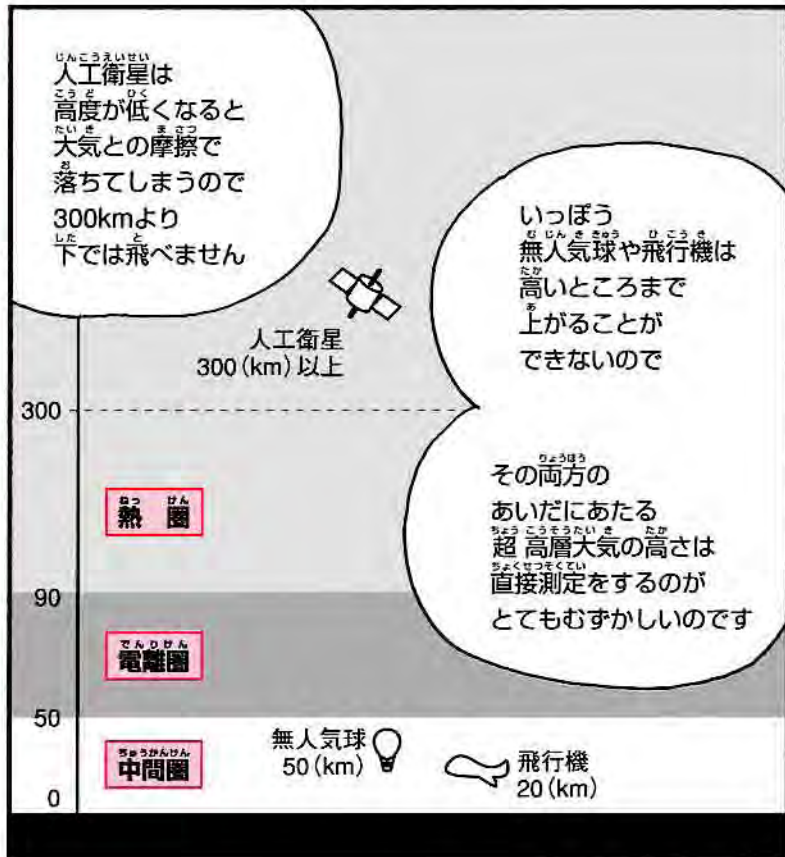 人工衛星は
高度が低くなると
大気との摩擦で
落ちてしまうので
300kmより
下では飛べません
いっぽう
無人気球や飛行機は
高いところまで
上がることが
できないので
その両方の
あいだにあたる
超高層大気の高さは
直接測定をするのが
とてもむずかしいのです
人工衛星
300(km)以上
300
熱圏
90
電離圏
50
中間圏
0
無人気球
50(km)
飛行機
20(km)